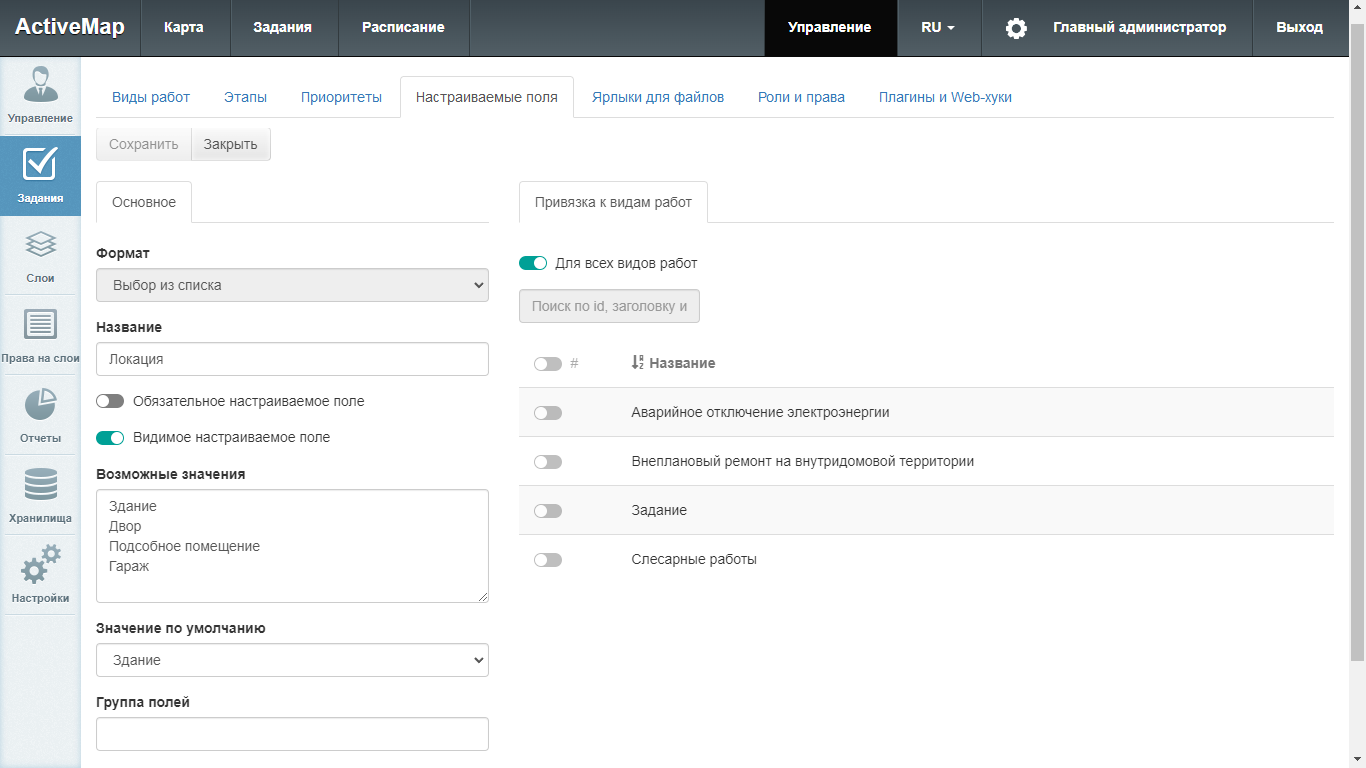 ActiveMap
Карта
Задания
Расписание
Управление
RU
Главный администратор
Выход
Управление
Задания
Слои
Права на слои
Отчеты
Хранилища
Настройки
Виды работ
Этапы
Приоритеты
Настраиваемые поля
Ярлыки для файлов
Роли и права
Плагины и Web-хуки
Сохранить
Закрыть
Основное
Формат
Выбор из списка
Название
Локация
Обязательное настраиваемое поле
Видимое настраиваемое поле
Возможные значения
Здание
Двор
Подсобное помещение
Гараж
Значение по умолчанию
Здание
Группа полей
Привязка к видам работ
Для всех видов работ
Поиск по id, заголовку и
#
Название
Аварийное отключение электроэнергии
Внеплановый ремонт на внутридомовой территории
Задание
Слесарные работы